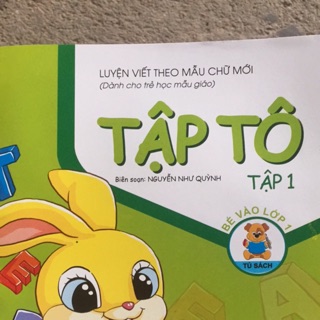 LUYỆN VIẾT THEO MẪU CHỮ MỚI
(Dành cho trẻ học mẫu giáo)
TẬP TÔ
TẬP 1
Biên soạn: NGUYỄN NHƯ QUỲNH
BÉ VÀO LỚP 1
TỦ SÁCH